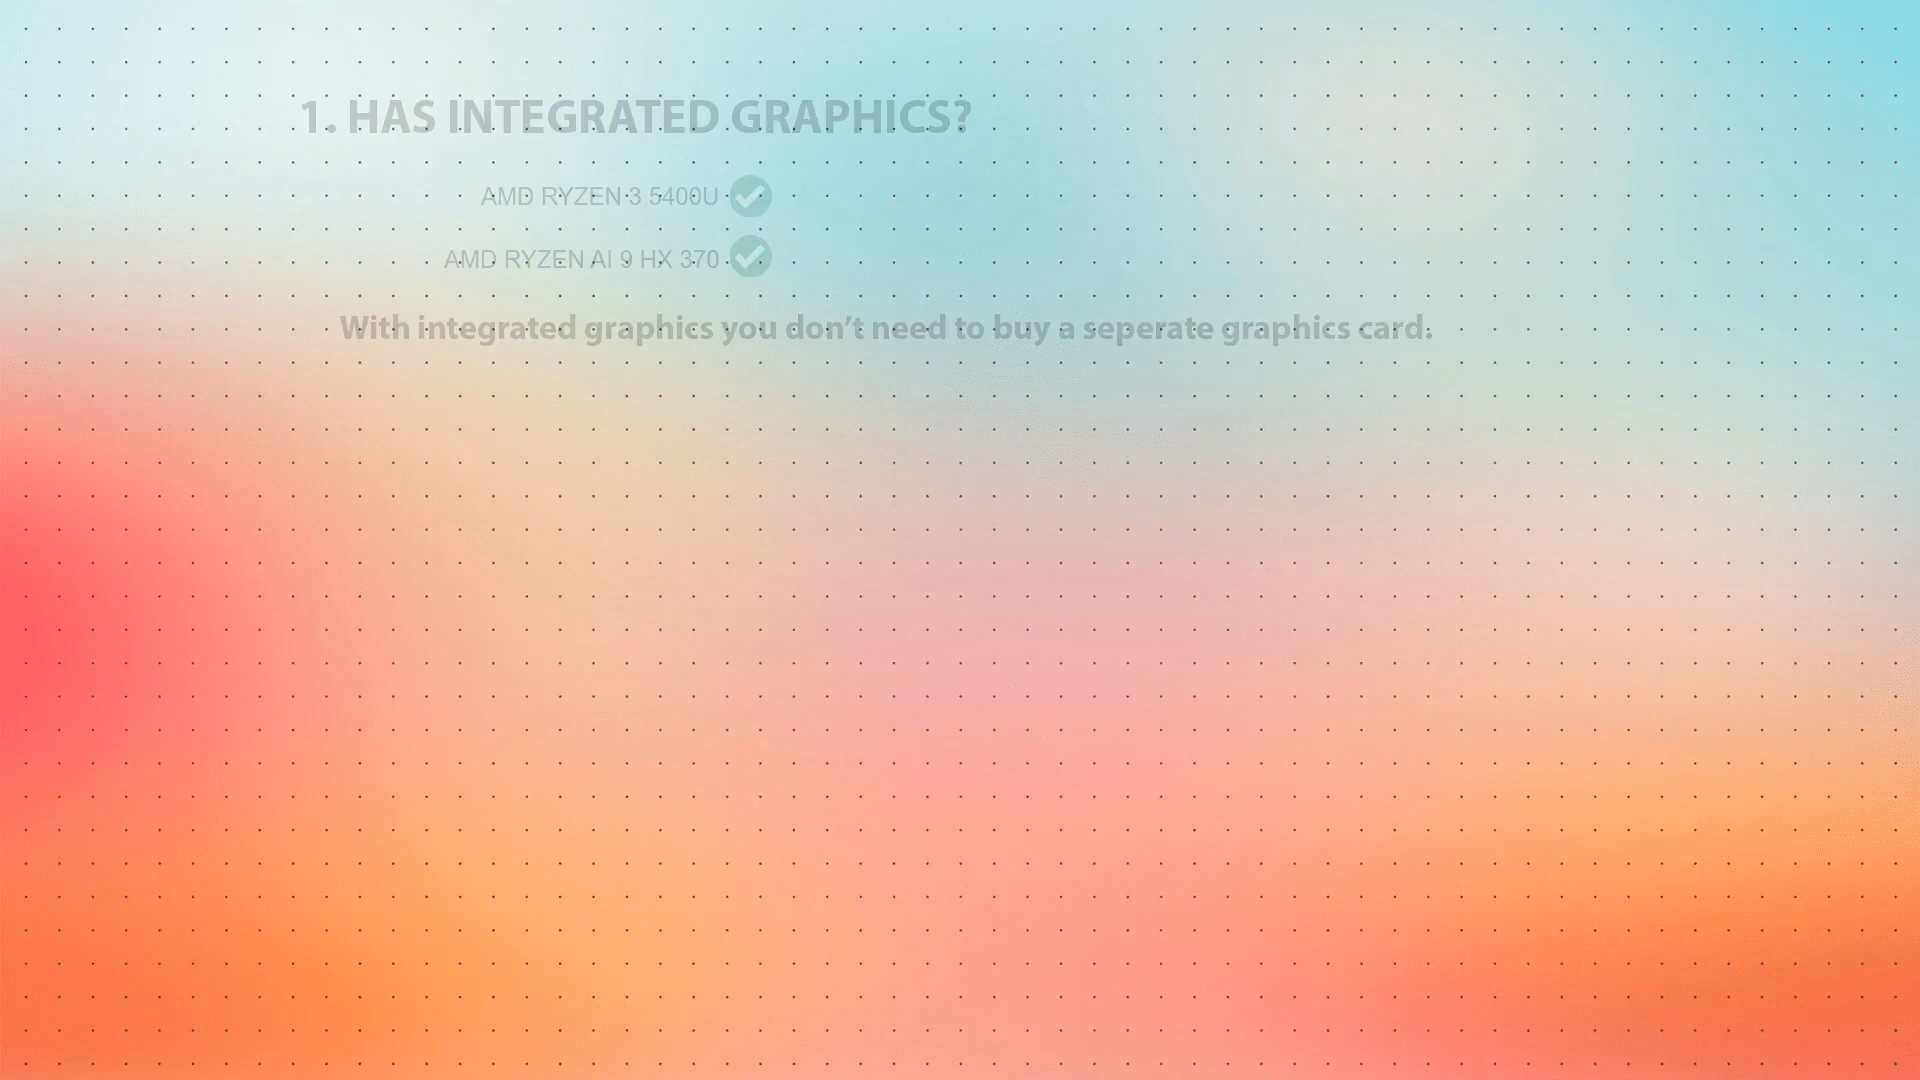 1. HAS INTEGRATED GRAPHICS?
AMD RYZEN 3 5400U
AMD RYZEN AI 9 HX 370
With integrated graphics you don’t need to buy a seperate graphics card.